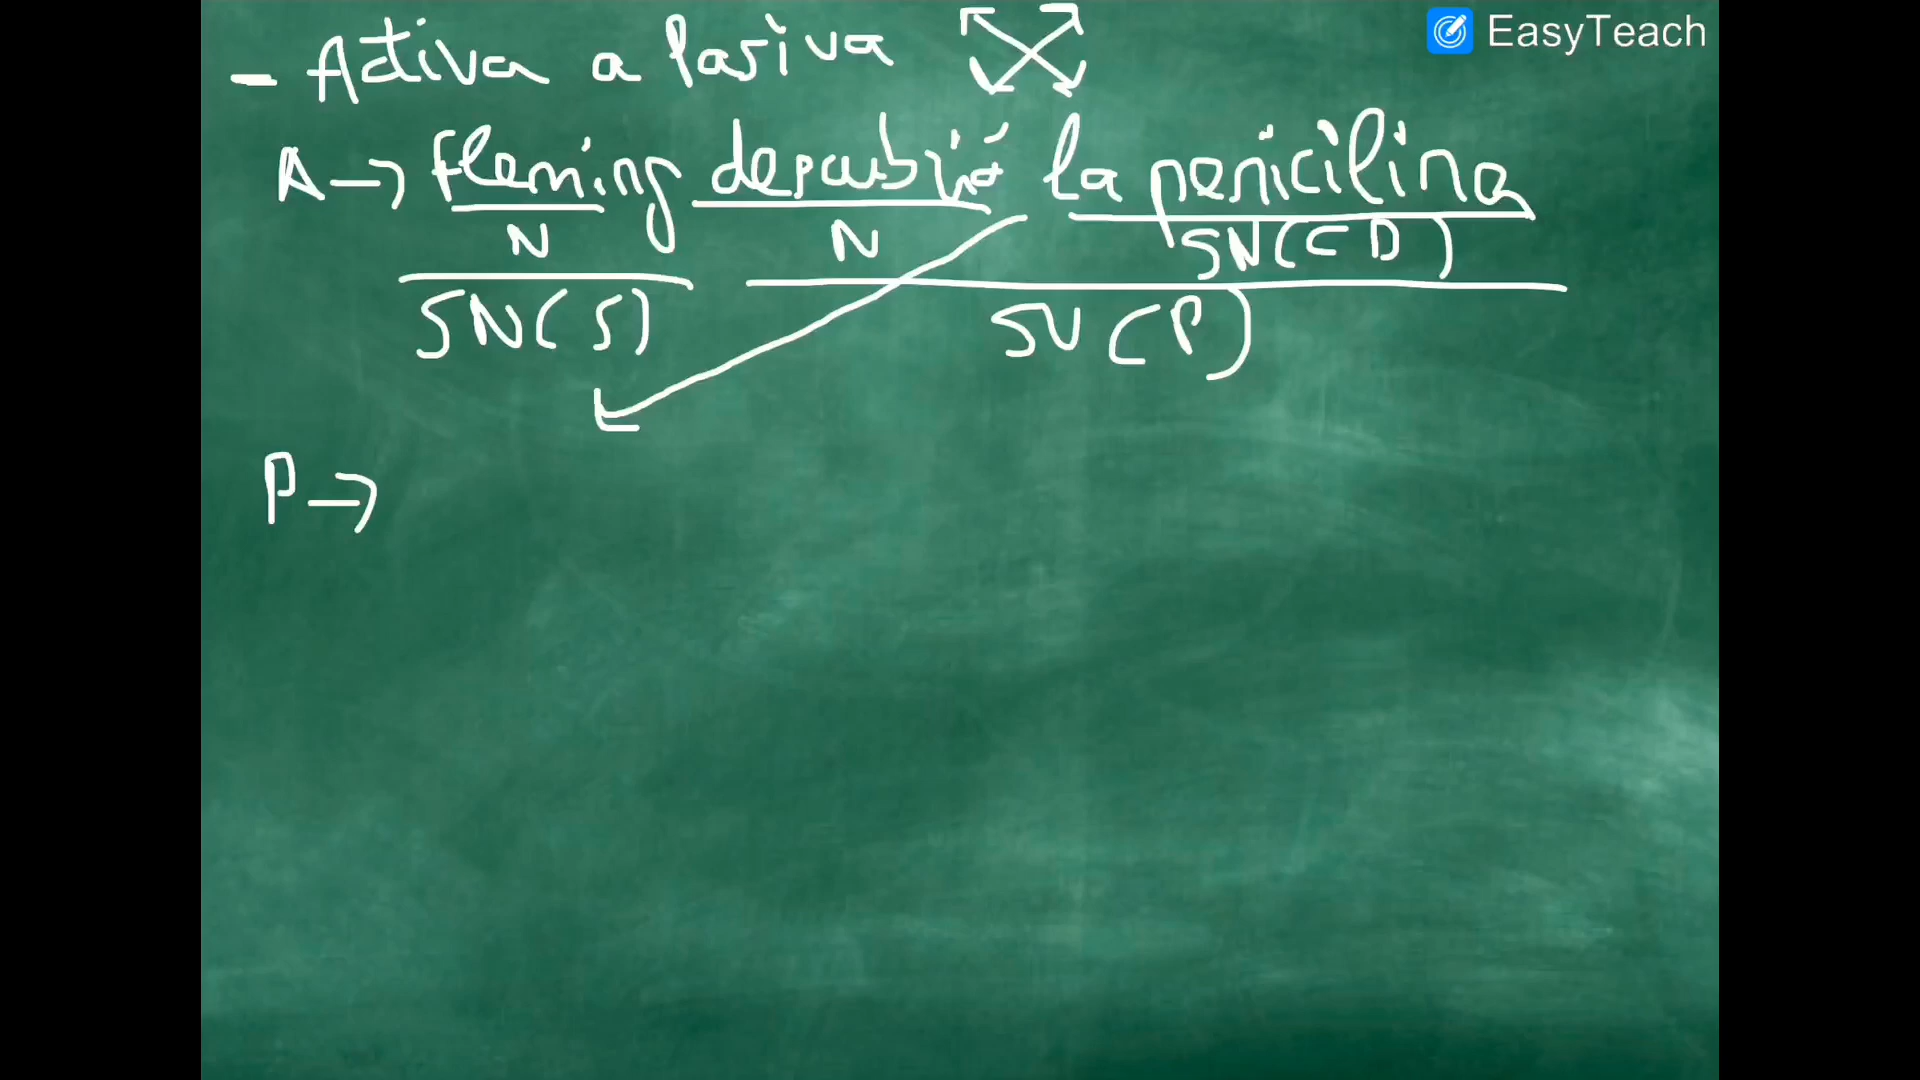 EasyTeach
- Activa a Pasiva
A → Fleming descubrió la penicilina
N N SN(CD)
SN(S) SV(P)
P →